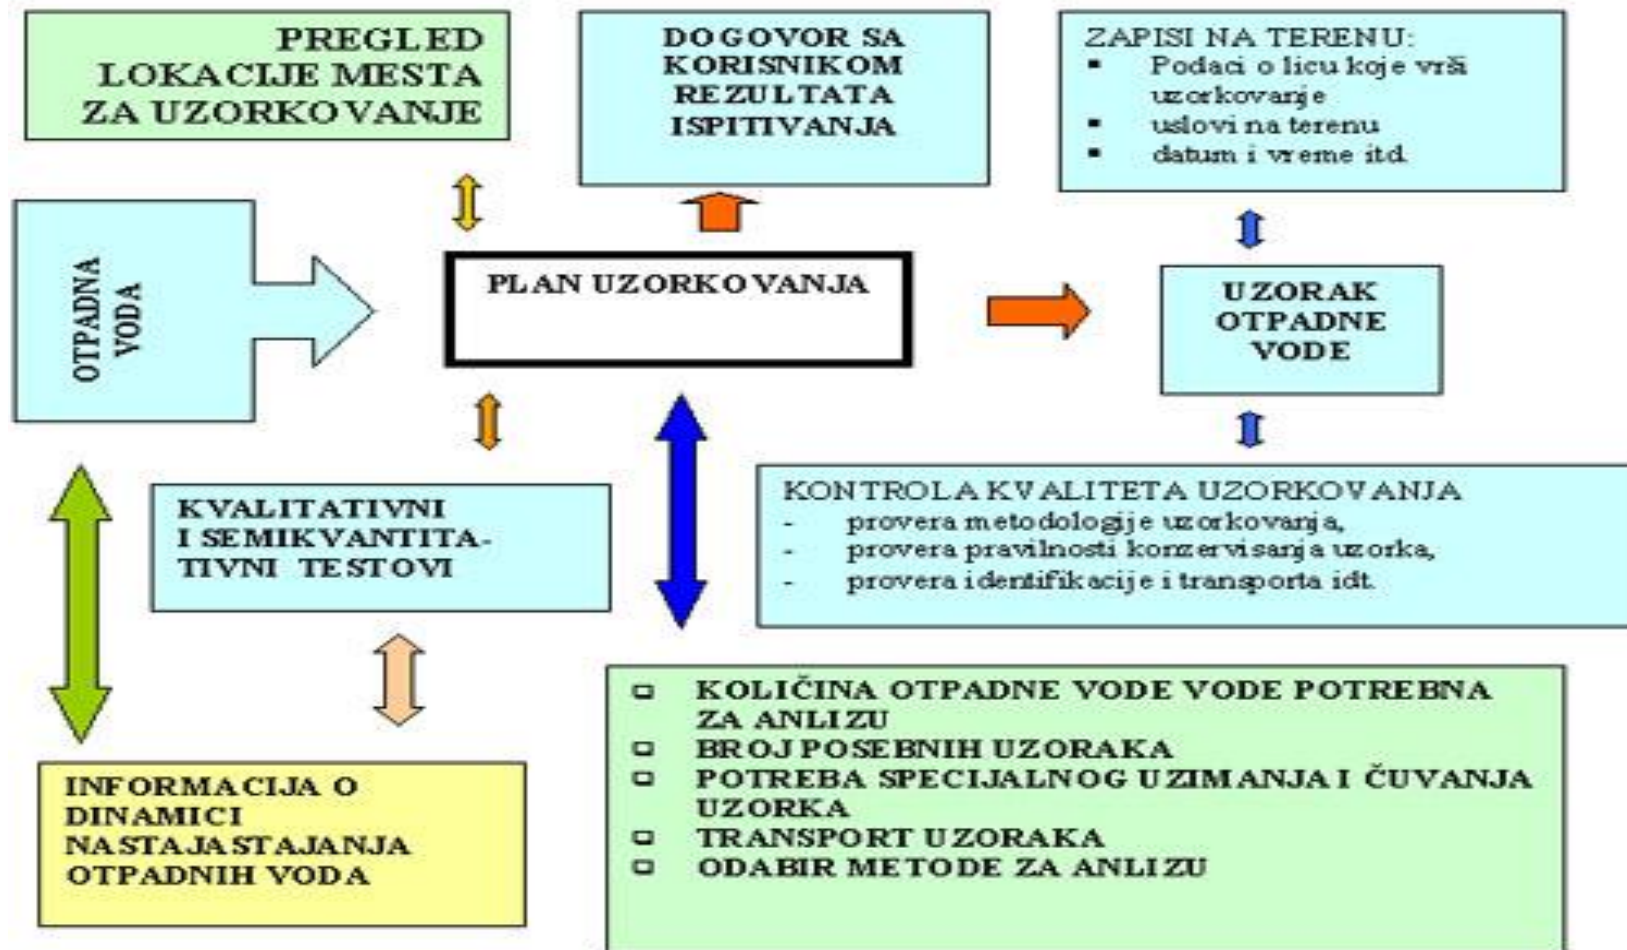 PREGLED
LOKACIJE MESTA
ZA UZORKOVANJE
DOGOVOR SA
KORISNIKOM
REZULTATA
ISPITIVANJA
ZAPISI NA TERENU:
▪ Podaci o licu koje vrši
uzorkovanje
▪ uslovi na terenu
▪ datum i vreme itd.
OTPADNA
VODA
PLAN UZORKOVANJA
UZORAK
OTPADNE
VODE
KVALITATIVNI
I SEMIKVANTITA-
TIVNI TESTOVI
KONTROLA KVALITETA UZORKOVANJA
- provera metodologije uzorkovanja,
- provera pravilnosti konzervisanja uzorka,
- provera identifikacije i transporta idt.
INFORMACIJA O
DINAMICI
NASTAJASTAJANJA
OTPADNIH VODA
□ KOLIČINA OTPADNE VODE VODE POTREBNA
ZA ANLIZU
□ BROJ POSEBNIH UZORAKA
□ POTREBA SPECIJALNOG UZIMANJA I ČUVANJA
UZORKA
□ TRANSPORT UZORAKA
□ ODABIR METODE ZA ANLIZU